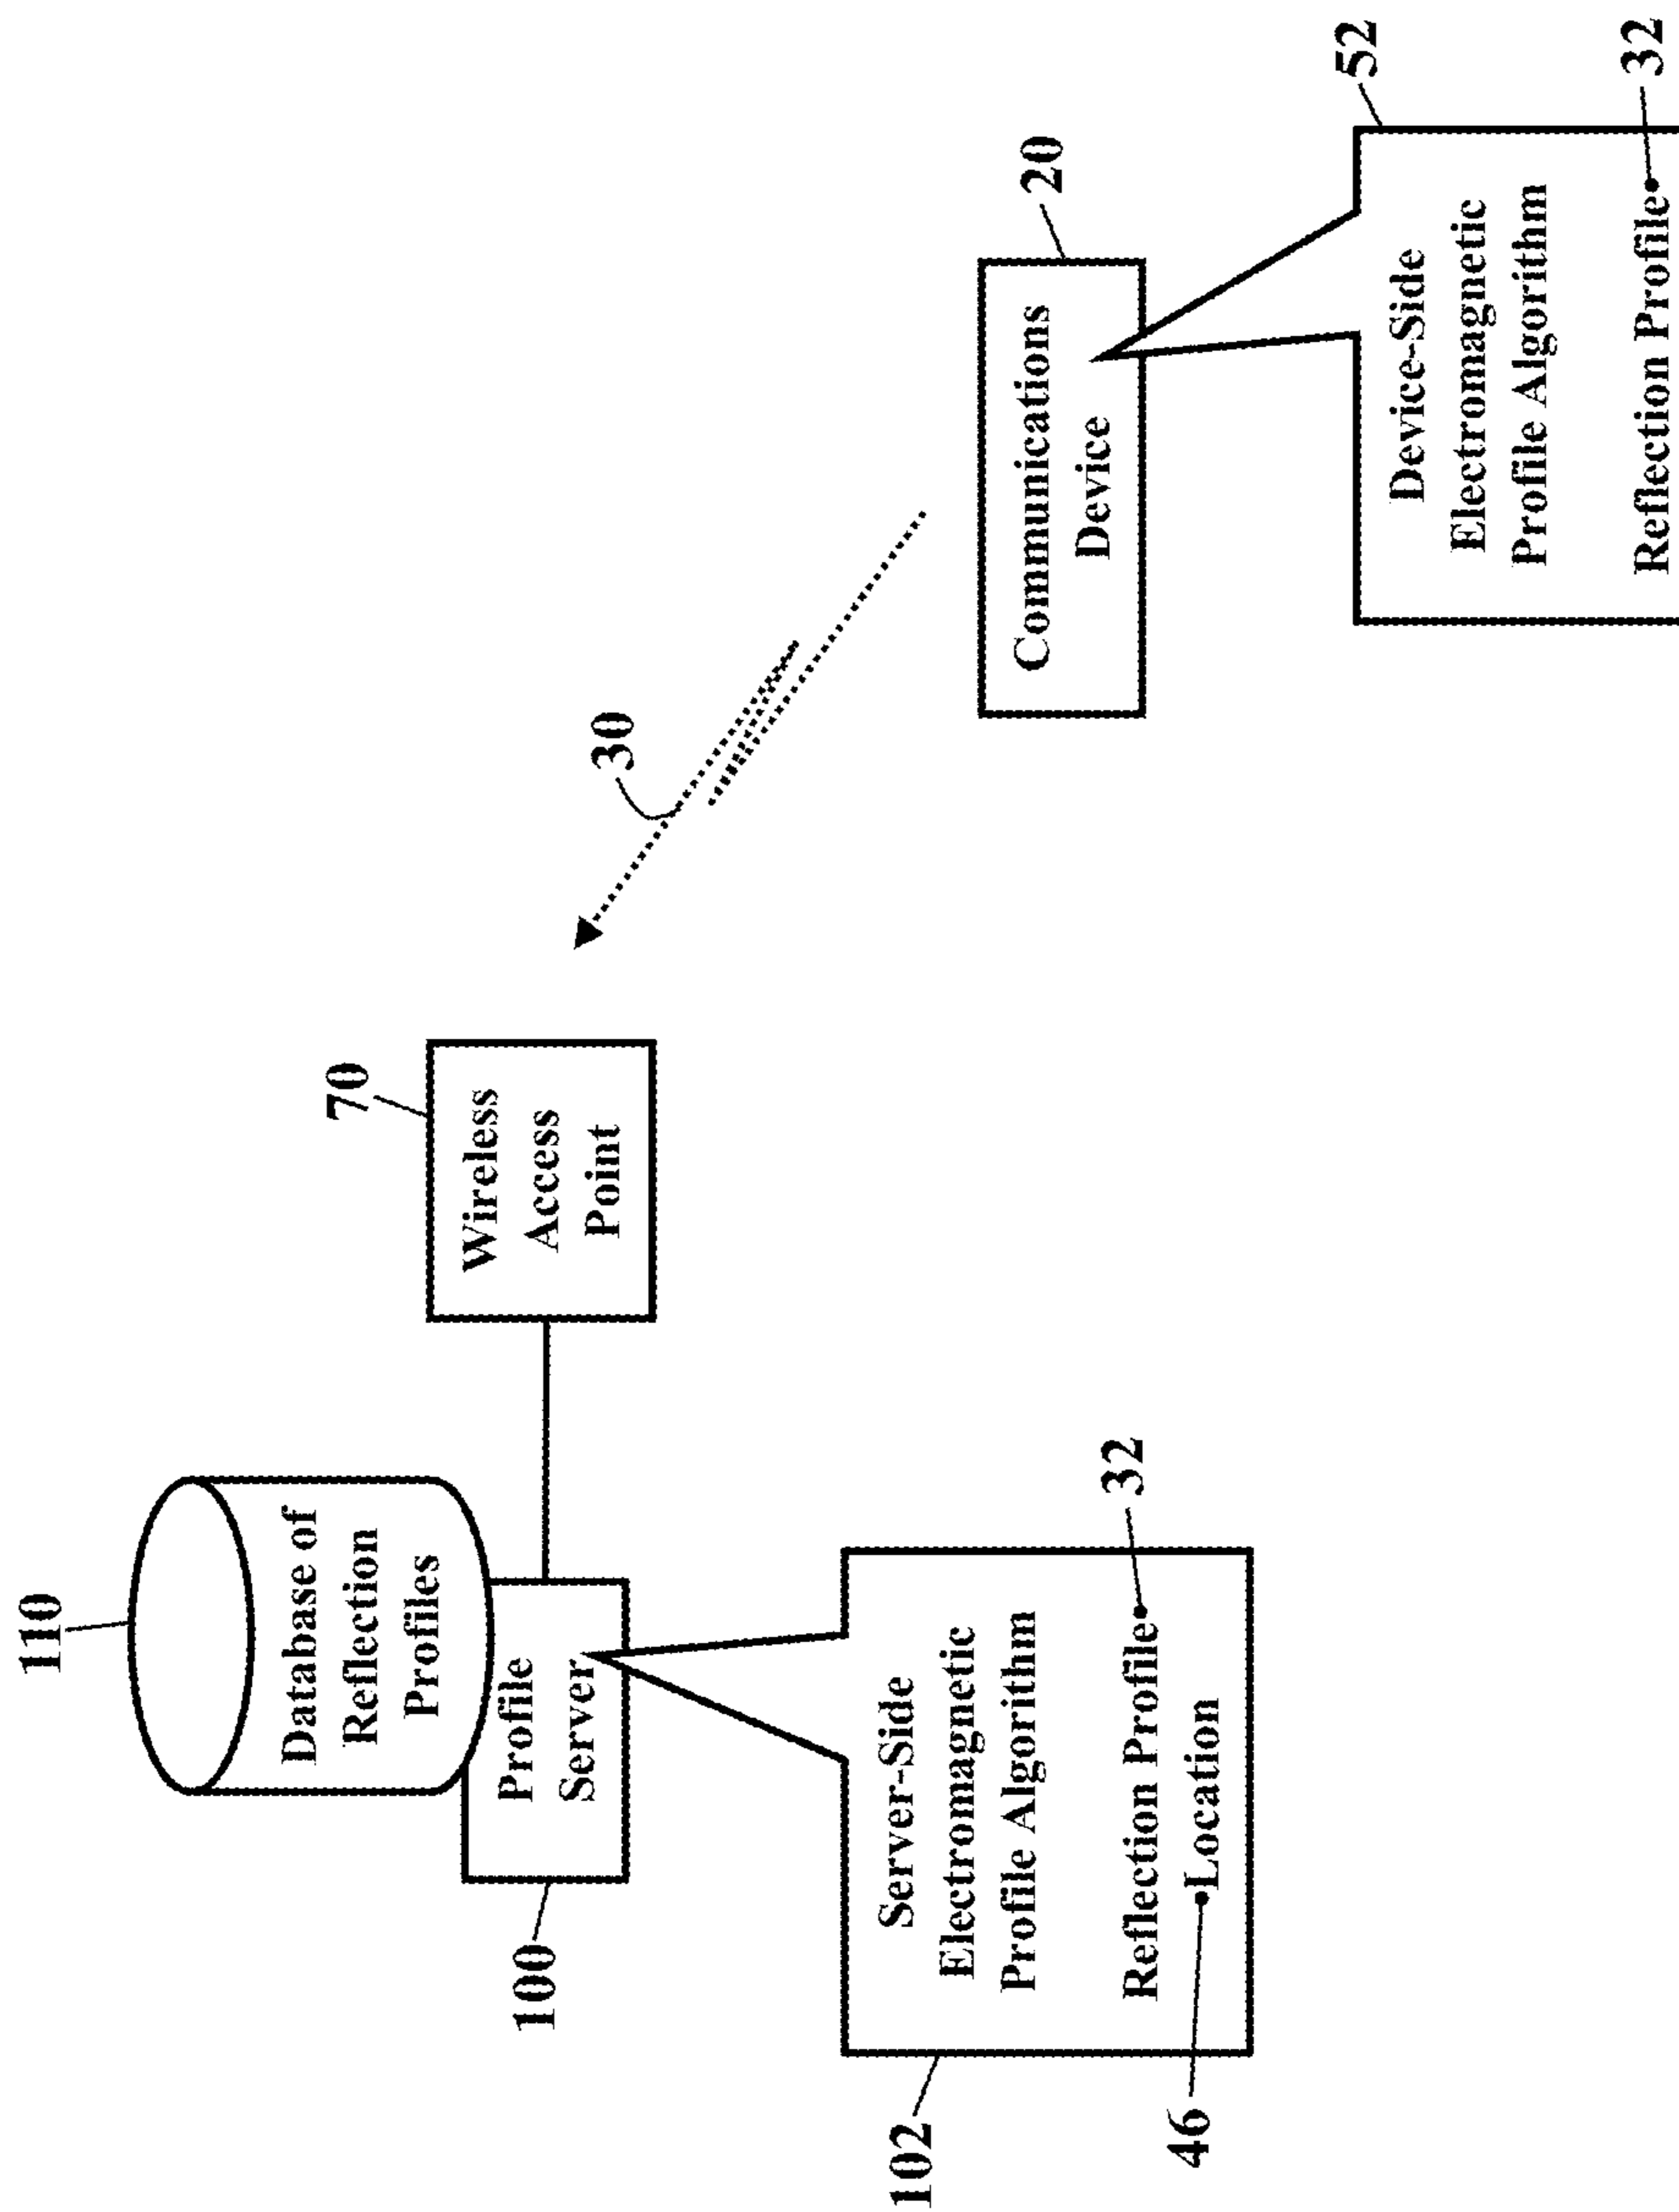 110
Database of
Reflection
Profiles
100
Profile
Server
70
Wireless
Access
Point
30
20
Communications
Device
102
Server-Side
Electromagnetic
Profile Algorithm
Reflection Profile
32
46
Location
52
Device-Side
Electromagnetic
Profile Algorithm
Reflection Profile
32